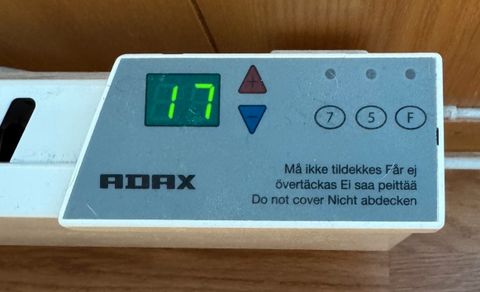 17
+
−
7 5 F
ADAX
Må ikke tildekkes Får ej
övertäckas Ei saa peittää
Do not cover Nicht abdecken